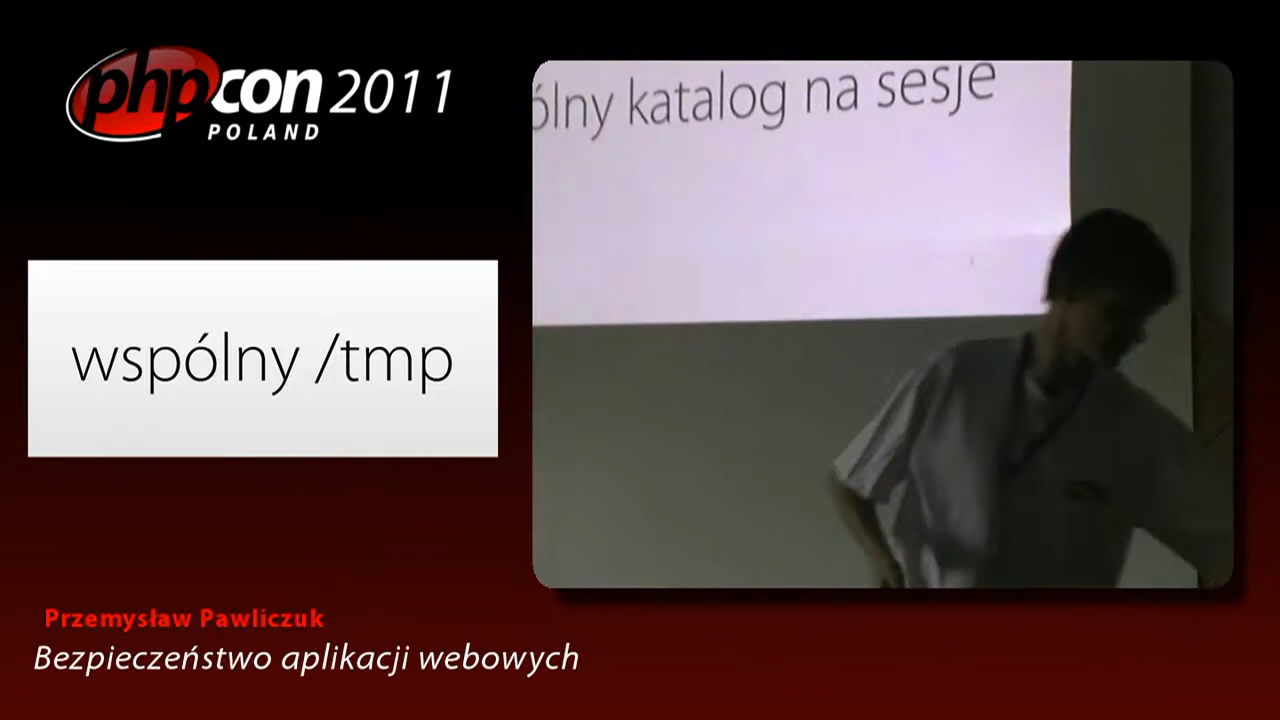 phpcon 2011
POLAND
ólny katalog na sesje
wspólny /tmp
Przemysław Pawliczuk
Bezpieczeństwo aplikacji webowych